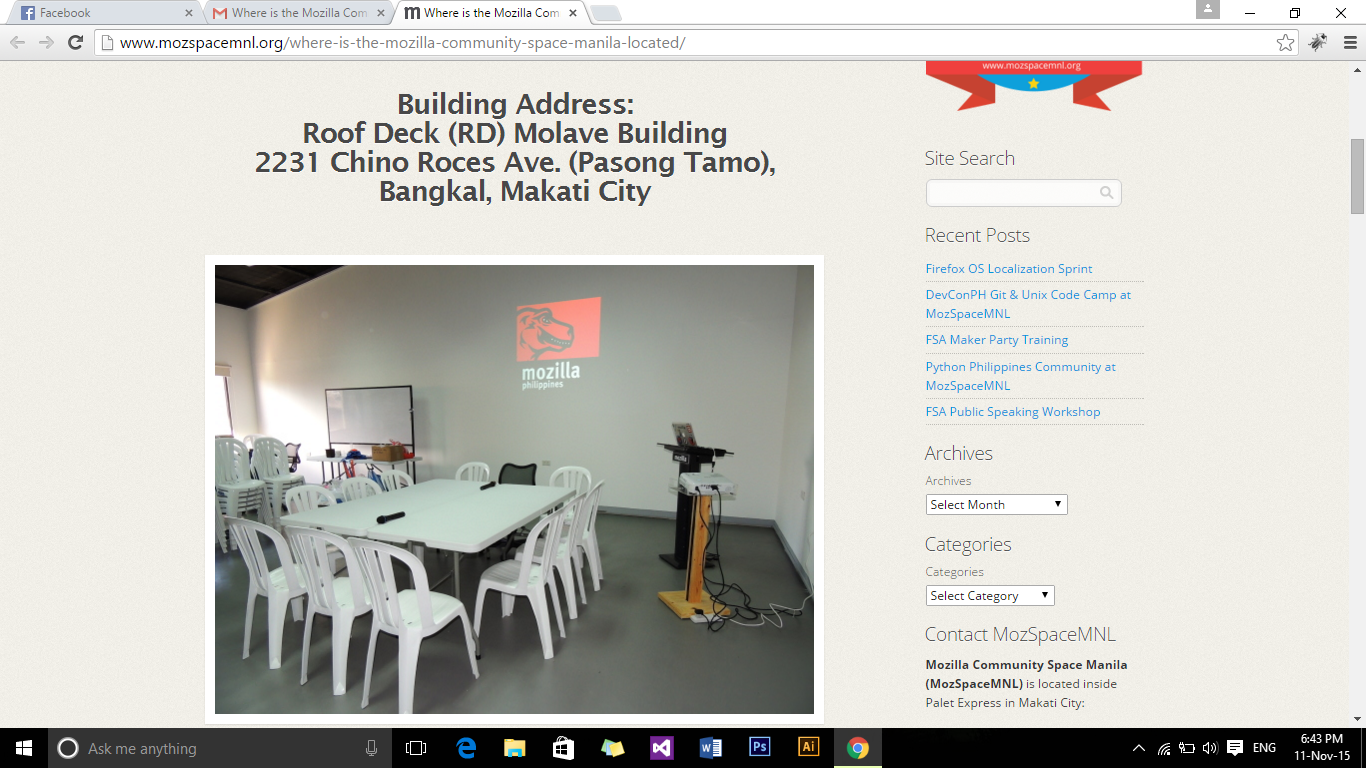 Facebook
Where is the Mozilla Com
Where is the Mozilla Com
www.mozspacemnl.org/where-is-the-mozilla-community-space-manila-located/
www.mozspacemnl.org
Building Address:
Roof Deck (RD) Molave Building
2231 Chino Roces Ave. (Pasong Tamo),
Bangkal, Makati City
mozilla
philippines
mozilla
Site Search
Recent Posts
Firefox OS Localization Sprint
DevConPH Git & Unix Code Camp at
MozSpaceMNL
FSA Maker Party Training
Python Philippines Community at
MozSpaceMNL
FSA Public Speaking Workshop
Archives
Archives
Select Month
Categories
Categories
Select Category
Contact MozSpaceMNL
Mozilla Community Space Manila
(MozSpaceMNL) is located inside
Palet Express in Makati City:
Ask me anything
Ps
Ai
ENG
6:43 PM
11-Nov-15